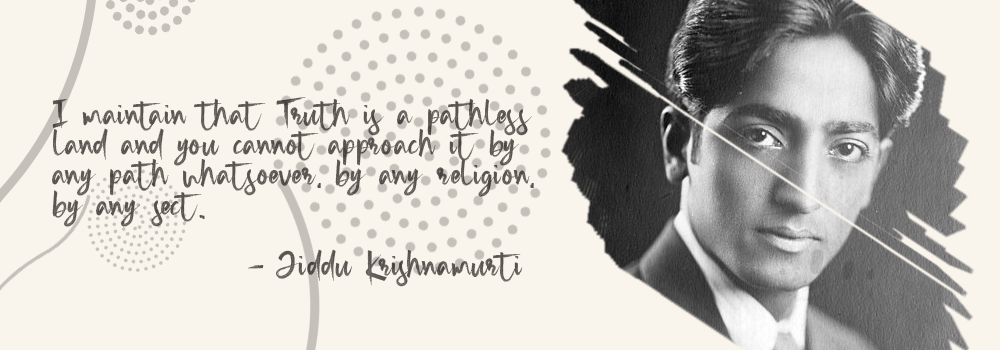 I maintain that Truth is a pathless
land and you cannot approach it by
any path whatsoever, by any religion,
by any sect.
- Jiddu Krishnamurti